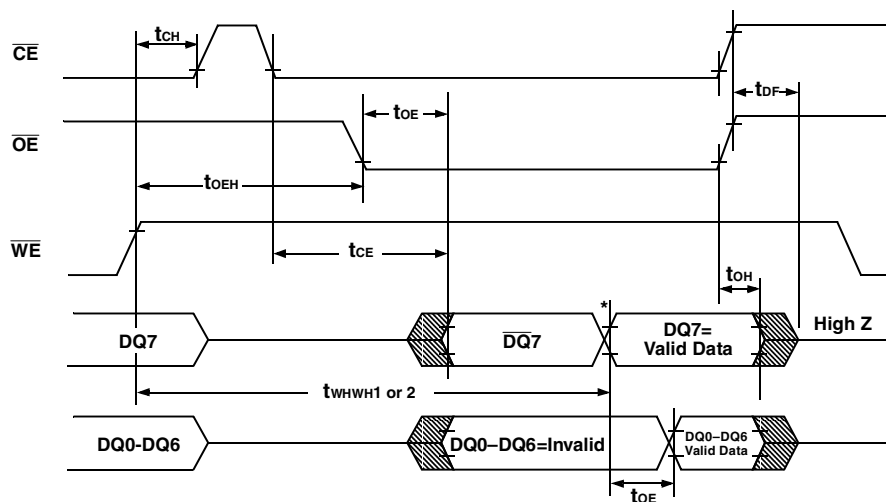 tCH
CE
tDF
tOE
OE
tOEH
WE
tCE
tOH
*
DQ7
DQ7
DQ7=
Valid Data
High Z
tWHWH1 or 2
DQ0-DQ6
DQ0–DQ6=Invalid
DQ0–DQ6
Valid Data
tOE